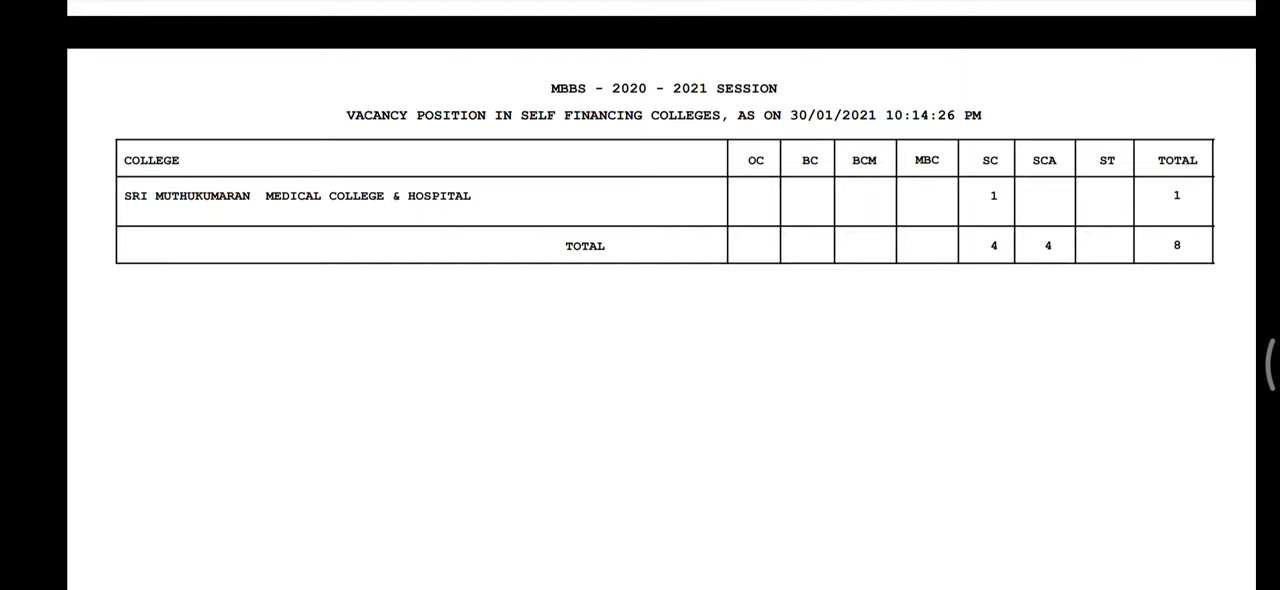 MBBS - 2020 - 2021 SESSION
VACANCY POSITION IN SELF FINANCING COLLEGES, AS ON 30/01/2021 10:14:26 PM
COLLEGE OC BC BCM MBC SC SCA ST TOTAL
SRI MUTHUKUMARAN MEDICAL COLLEGE & HOSPITAL 1 1
TOTAL 4 4 8